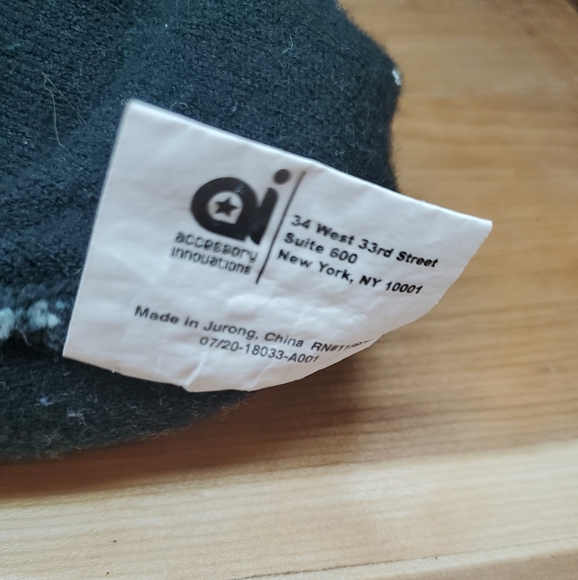 ai
accessory
innovations
34 West 33rd Street
Suite 600
New York, NY 10001
Made in Jurong, China
07/20-18033-A001